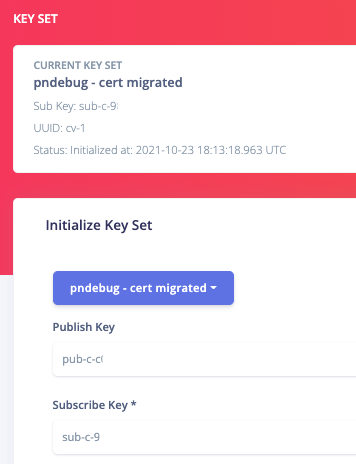 KEY SET
CURRENT KEY SET
pndebug - cert migrated
Sub Key: sub-c-9
UUID: cv-1
Status: Initialized at: 2021-10-23 18:13:18.963 UTC
Initialize Key Set
pndebug - cert migrated
Publish Key
pub-c-c
Subscribe Key *
sub-c-9